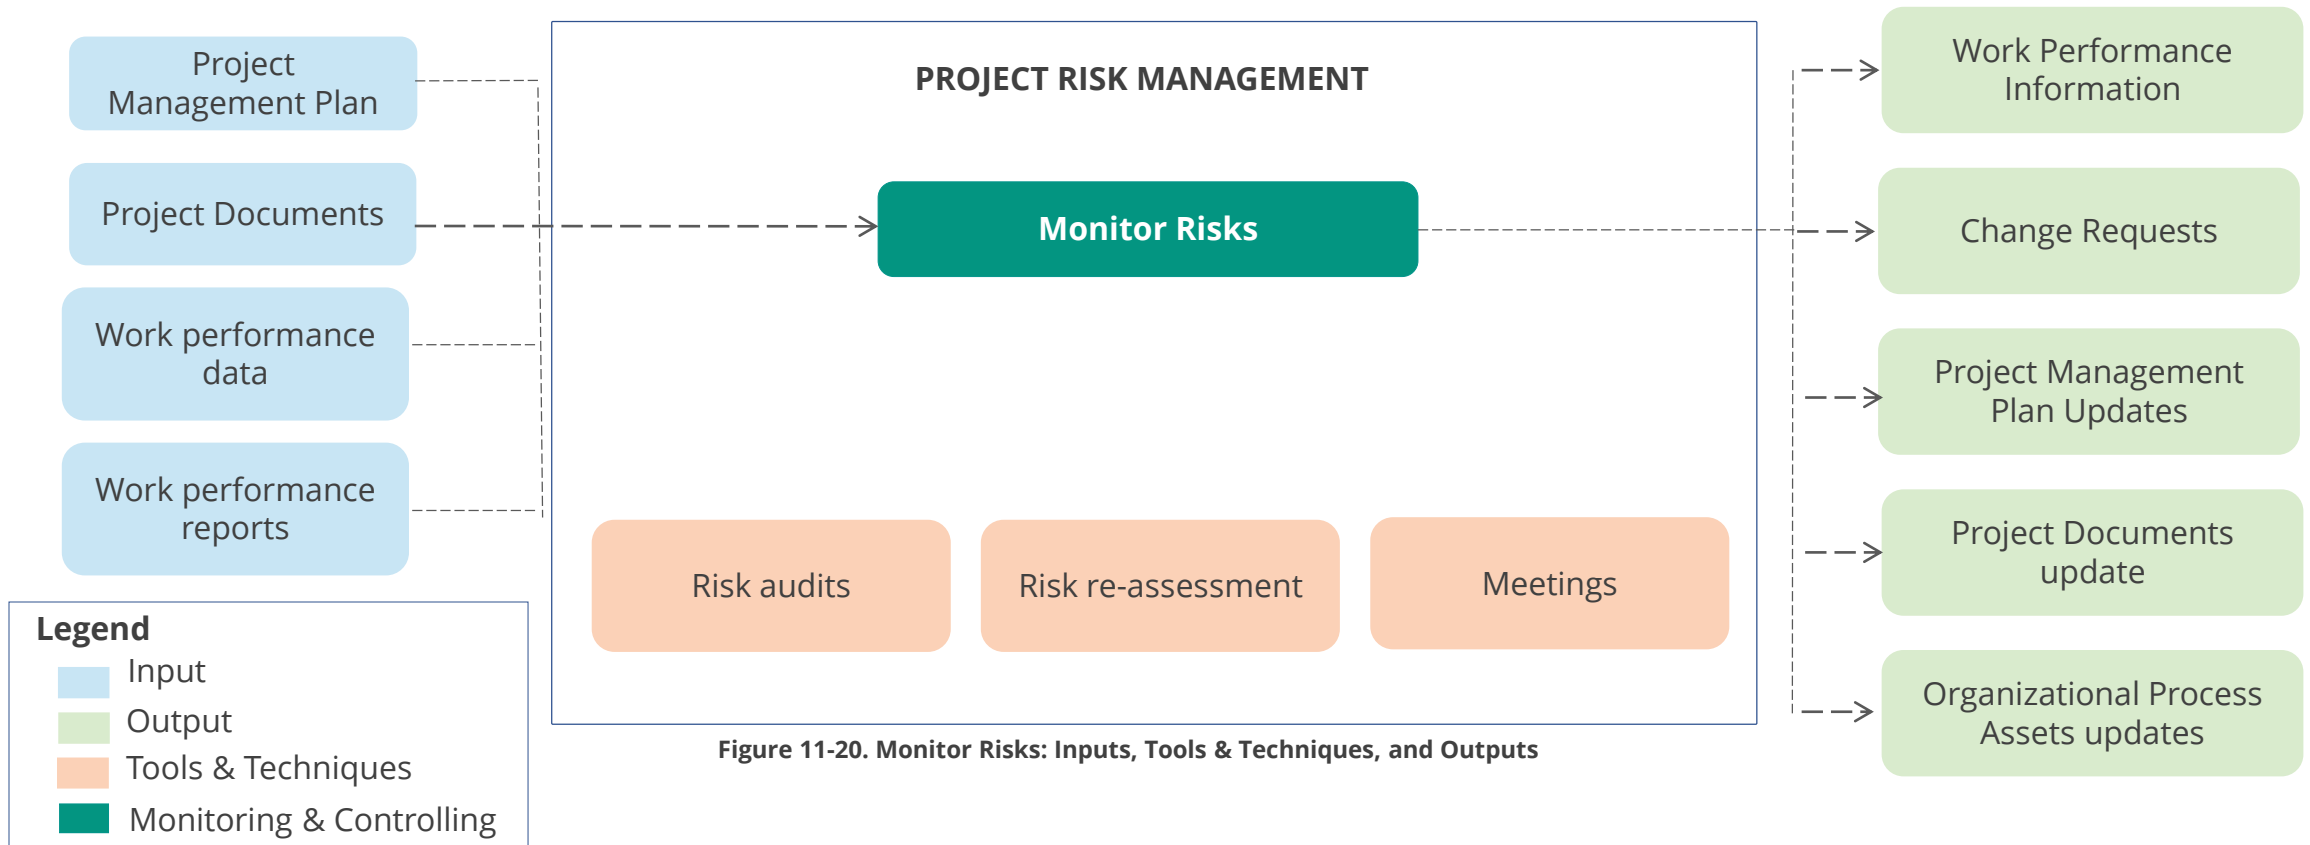 Project
Management Plan
Project Documents
Work performance
data
Work performance
reports
Legend
Input
Output
Tools & Techniques
Monitoring & Controlling
PROJECT RISK MANAGEMENT
Monitor Risks
Risk audits
Risk re-assessment
Meetings
Figure 11-20. Monitor Risks: Inputs, Tools & Techniques, and Outputs
Work Performance
Information
Change Requests
Project Management
Plan Updates
Project Documents
update
Organizational Process
Assets updates